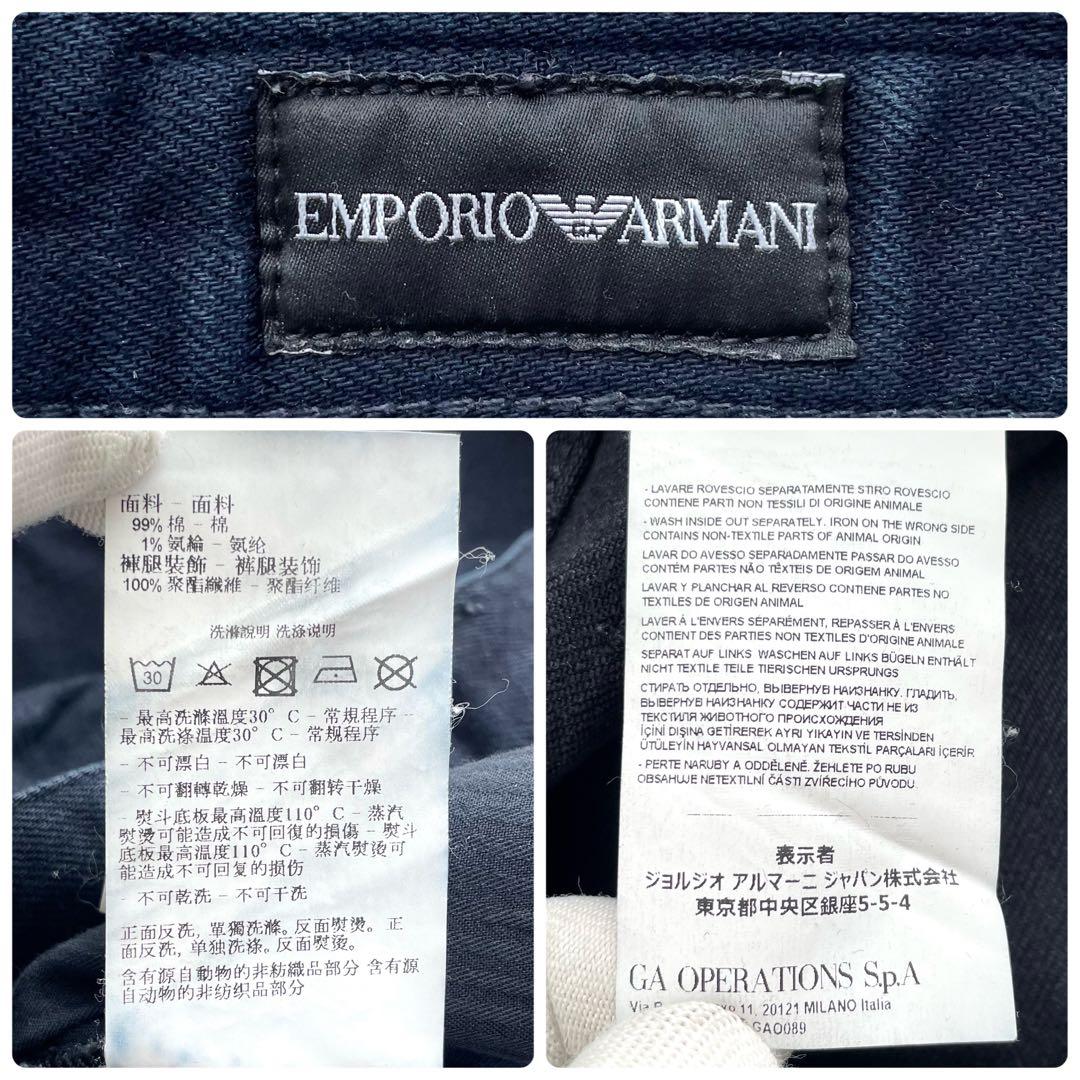 EMPORIO ARMANI
GA
面料 - 面料
99% 棉 - 棉
1% 氨綸 - 氨纶
褲腿裝飾 - 裤腿装饰
100% 聚酯纖維 - 聚酯纤维
洗滌說明 洗涤说明
30
- 最高洗滌溫度30° C - 常規程序 -
最高洗涤温度30° C - 常规程序
- 不可漂白 - 不可漂白
- 不可翻轉乾燥 - 不可翻转干燥
- 熨斗底板最高溫度110° C - 蒸汽
熨燙可能造成不可回復的損傷 - 熨斗
底板最高温度110° C - 蒸汽熨烫可
能造成不可回复的损伤
- 不可乾洗 - 不可干洗
正面反洗, 單獨洗滌。反面熨燙。 正
面反洗, 单独洗涤。反面熨烫。
含有源自動物的非紡織品部分 含有源
自动物的非纺织品部分
- LAVARE ROVESCIO SEPARATAMENTE STIRO ROVESCIO
CONTIENE PARTI NON TESSILI DI ORIGINE ANIMALE
- WASH INSIDE OUT SEPARATELY. IRON ON THE WRONG SIDE
CONTAINS NON-TEXTILE PARTS OF ANIMAL ORIGIN
LAVAR DO AVESSO SEPARADAMENTE PASSAR DO AVESSO
CONTÉM PARTES NÃO TÊXTEIS DE ORIGEM ANIMAL
LAVAR Y PLANCHAR AL REVERSO CONTIENE PARTES NO
TEXTILES DE ORIGEN ANIMAL
LAVER À L'ENVERS SÉPARÉMENT, REPASSER À L'ENVERS
CONTIENT DES PARTIES NON TEXTILES D'ORIGINE ANIMALE
SEPARAT AUF LINKS WASCHEN AUF LINKS BÜGELN ENTHÄLT
NICHT TEXTILE TEILE TIERISCHEN URSPRUNGS
СТИРАТЬ ОТДЕЛЬНО, ВЫВЕРНУВ НАИЗНАНКУ. ГЛАДИТЬ,
ВЫВЕРНУВ НАИЗНАНКУ СОДЕРЖИТ ЧАСТИ НЕ ИЗ
ТЕКСТИЛЯ ЖИВОТНОГО ПРОИСХОЖДЕНИЯ
İÇİNİ DIŞINA GETİREREK AYRI YIKAYIN VE TERSİNDEN
ÜTÜLEYİN HAYVANSAL OLMAYAN TEKSTİL PARÇALARI İÇERİR
- PERTE NARUBY A ODDĚLENĚ. ŽEHLETE PO RUBU
OBSAHUJE NETEXTILNÍ ČÁSTI ZVÍŘECÍHO PŮVODU
表示者
ジョルジオ アルマーニ ジャパン株式会社
東京都中央区銀座5-5-4
GA OPERATIONS S.p.A
Via 11, 20121 MILANO Italia
GAO089